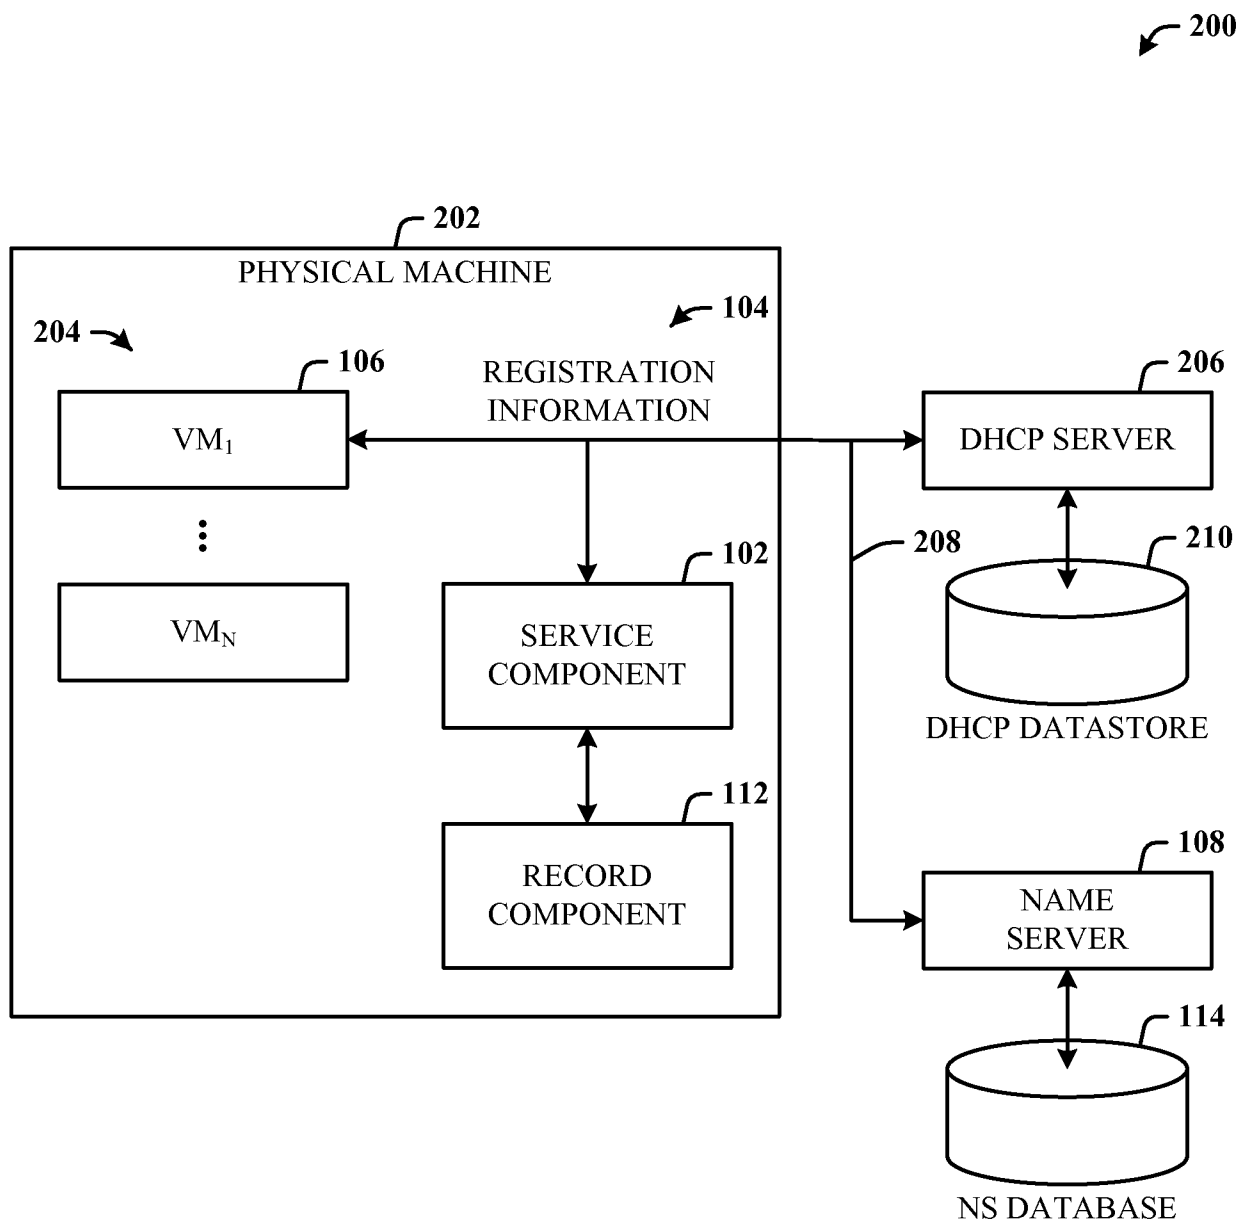 200
202
PHYSICAL MACHINE
104
204
106
REGISTRATION
INFORMATION
206
VM1
DHCP SERVER
102
208
210
SERVICE
COMPONENT
VMN
DHCP DATASTORE
112
108
RECORD
COMPONENT
NAME
SERVER
114
NS DATABASE